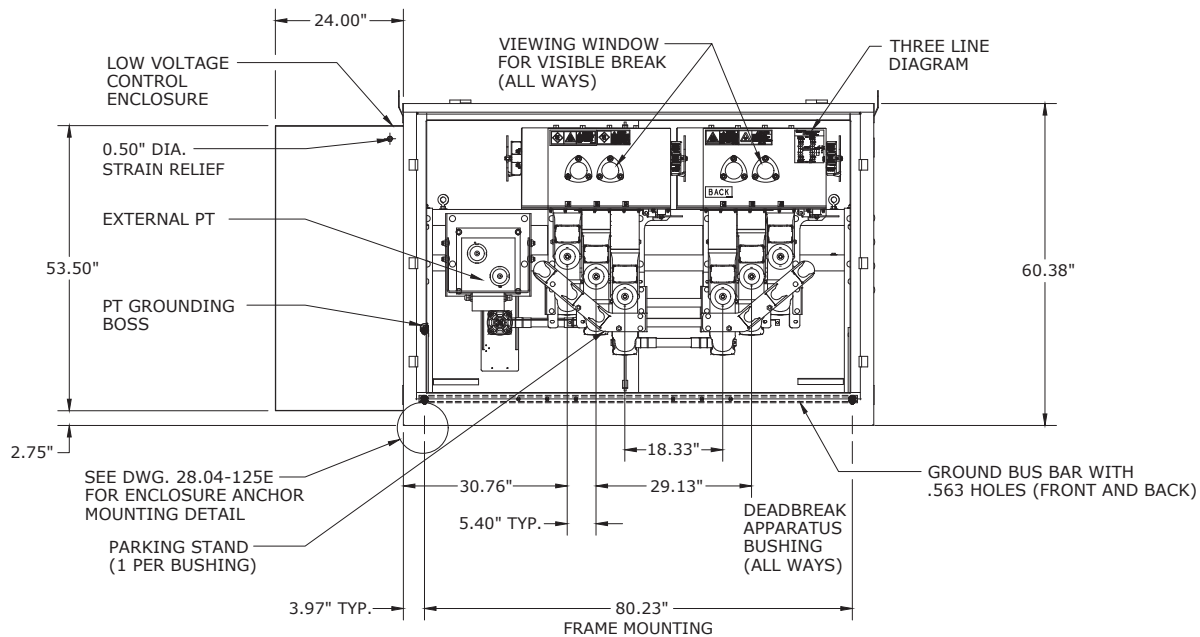 24.00"
LOW VOLTAGE
CONTROL
ENCLOSURE
VIEWING WINDOW
FOR VISIBLE BREAK
(ALL WAYS)
THREE LINE
DIAGRAM
0.50" DIA.
STRAIN RELIEF
BACK
EXTERNAL PT
53.50"
60.38"
PT GROUNDING
BOSS
2.75"
18.33"
SEE DWG. 28.04-125E
FOR ENCLOSURE ANCHOR
MOUNTING DETAIL
30.76"
29.13"
GROUND BUS BAR WITH
.563 HOLES (FRONT AND BACK)
5.40" TYP.
DEADBREAK
APPARATUS
BUSHING
(ALL WAYS)
PARKING STAND
(1 PER BUSHING)
3.97" TYP.
80.23"
FRAME MOUNTING